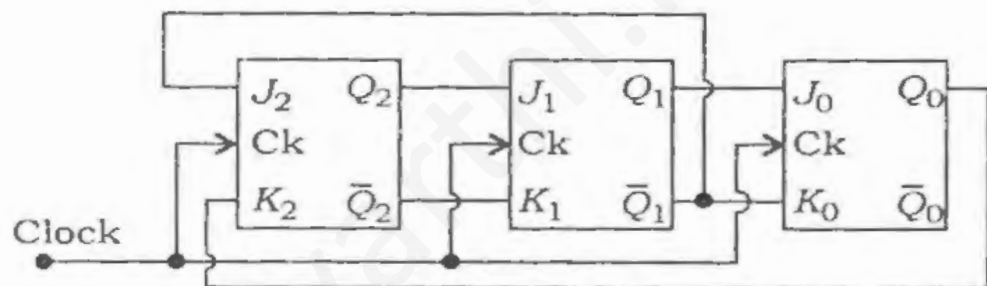 J₂ Q₂ J₁ Q₁ J₀ Q₀
Ck Ck Ck
K₂ Q̅₂ K₁ Q̅₁ K₀ Q̅₀
Clock